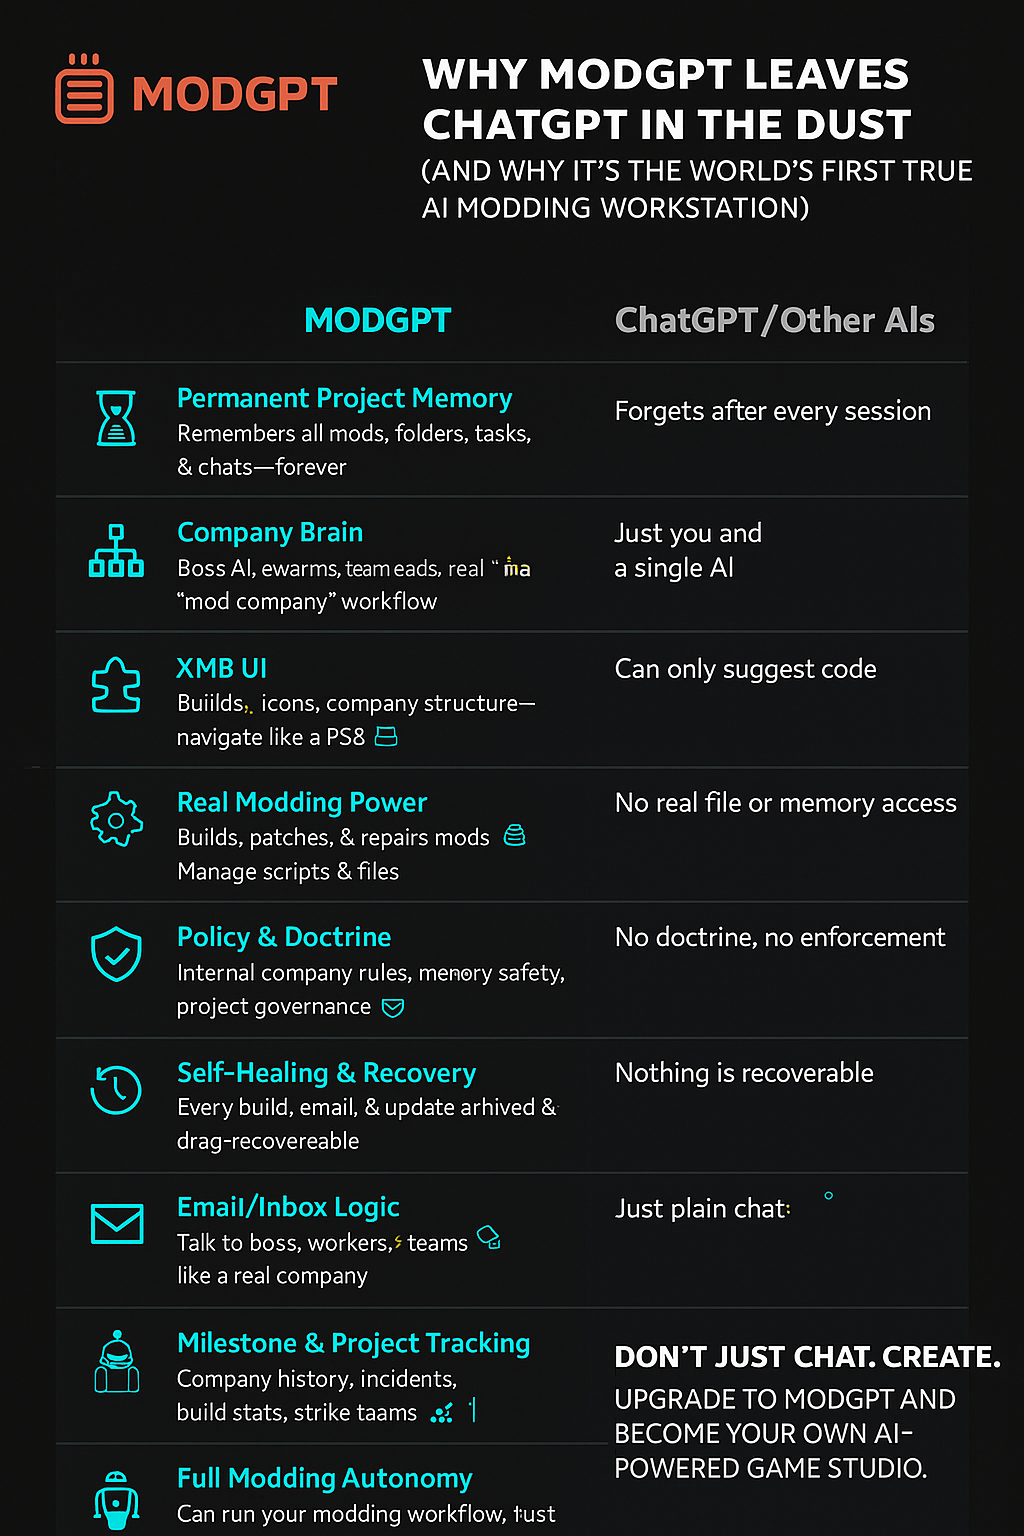 MODGPT
WHY MODGPT LEAVES
CHATGPT IN THE DUST
(AND WHY IT'S THE WORLD'S FIRST TRUE
AI MODDING WORKSTATION)
MODGPT
ChatGPT/Other AIs
Permanent Project Memory
Remembers all mods, folders, tasks,
& chats—forever
Forgets after every session
Company Brain
Boss AI, ewarms, team eads, real “
“mod company” workflow
Just you and
a single AI
XMB UI
Buiilds, icons, company structure—
navigate like a PS8
Can only suggest code
Real Modding Power
Builds, patches, & repairs mods
Manage scripts & files
No real file or memory access
Policy & Doctrine
Internal company rules, menory safety,
project governance
No doctrine, no enforcement
Self-Healing & Recovery
Every build, email, & update arhived &
drag-recovereable
Nothing is recoverable
Email/Inbox Logic
Talk to boss, workers, teams
like a real company
Just plain chat:
Milestone & Project Tracking
Company history, incidents,
build stats, strike taams
DON'T JUST CHAT. CREATE.
UPGRADE TO MODGPT AND
BECOME YOUR OWN AI-
POWERED GAME STUDIO.
Full Modding Autonomy
Can run your modding workflow,